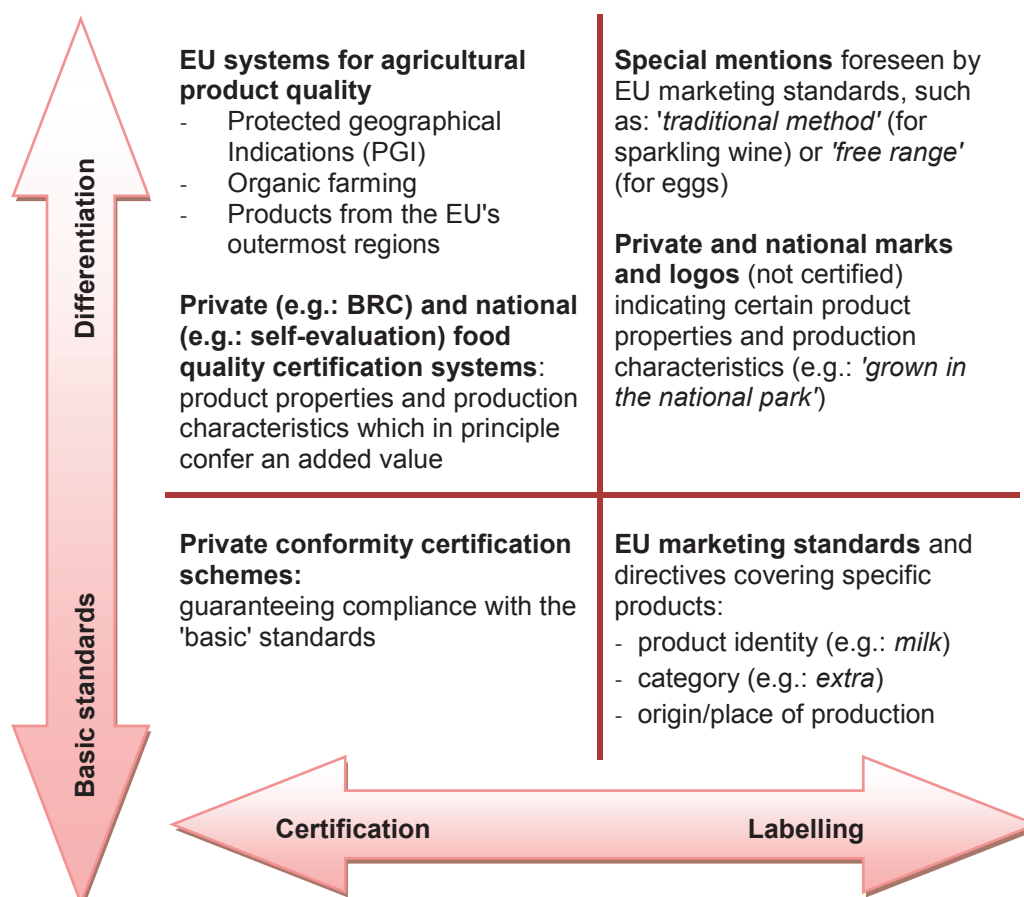 EU systems for agricultural
product quality
- Protected geographical
Indications (PGI)
- Organic farming
- Products from the EU's
outermost regions
Private (e.g.: BRC) and national
(e.g.: self-evaluation) food
quality certification systems:
product properties and production
characteristics which in principle
confer an added value
Special mentions foreseen by
EU marketing standards, such
as: 'traditional method' (for
sparkling wine) or 'free range'
(for eggs)
Private and national marks
and logos (not certified)
indicating certain product
properties and production
characteristics (e.g.: 'grown in
the national park')
Private conformity certification
schemes:
guaranteeing compliance with the
'basic' standards
EU marketing standards and
directives covering specific
products:
- product identity (e.g.: milk)
- category (e.g.: extra)
- origin/place of production
Differentiation
Basic standards
Certification
Labelling